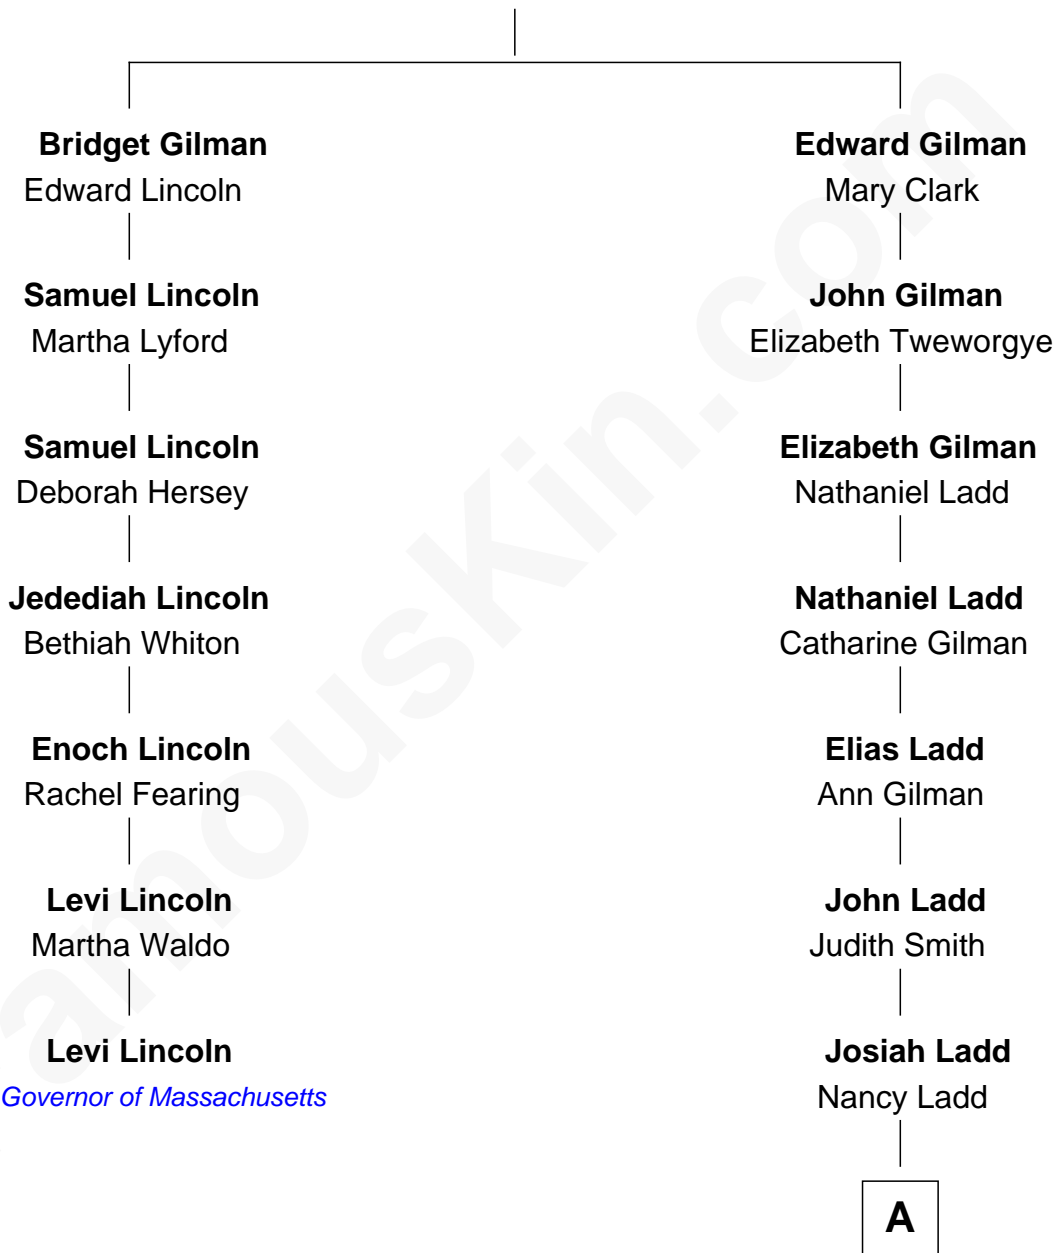 Bridget Gilman
Edward Lincoln
Samuel Lincoln
Martha Lyford
Samuel Lincoln
Deborah Hersey
Jedediah Lincoln
Bethiah Whiton
Enoch Lincoln
Rachel Fearing
Levi Lincoln
Martha Waldo
Levi Lincoln
Governor of Massachusetts
Edward Gilman
Mary Clark
John Gilman
Elizabeth Tweworgye
Elizabeth Gilman
Nathaniel Ladd
Nathaniel Ladd
Catharine Gilman
Elias Ladd
Ann Gilman
John Ladd
Judith Smith
Josiah Ladd
Nancy Ladd
A
amouskin.com